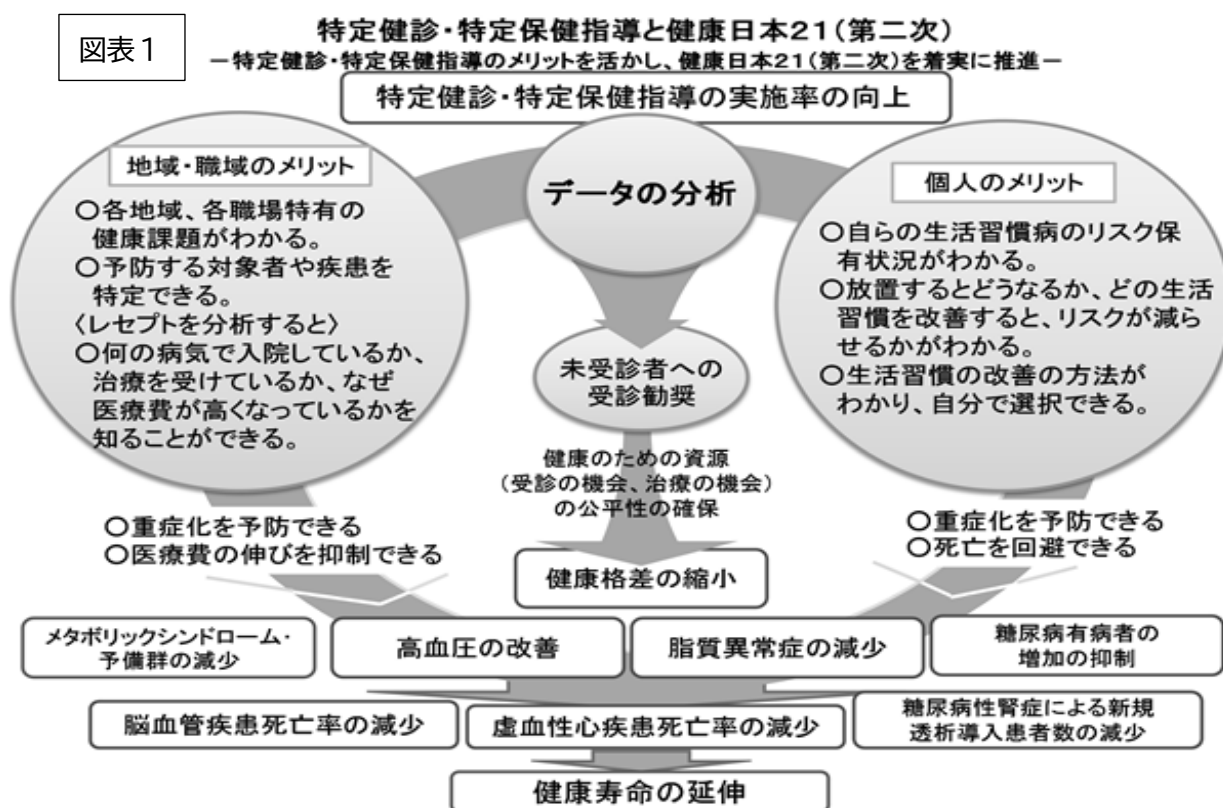 図表１
特定健診・特定保健指導と健康日本２１（第二次）
－特定健診・特定保健指導のメリットを活かし、健康日本２１（第二次）を着実に推進－
特定健診・特定保健指導の実施率の向上
地域・職域のメリット
○各地域、各職場特有の
健康課題がわかる。
○予防する対象者や疾患を
特定できる。
〈レセプトを分析すると〉
○何の病気で入院しているか、
治療を受けているか、なぜ
医療費が高くなっているかを
知ることができる。
データの分析
個人のメリット
○自らの生活習慣病のリスク保
有状況がわかる。
○放置するとどうなるか、どの生活
習慣を改善すると、リスクが減ら
せるかがわかる。
○生活習慣の改善の方法が
わかり、自分で選択できる。
未受診者への
受診勧奨
健康のための資源
（受診の機会、治療の機会）
の公平性の確保
○重症化を予防できる
○医療費の伸びを抑制できる
○重症化を予防できる
○死亡を回避できる
健康格差の縮小
メタボリックシンドローム・
予備群の減少
高血圧の改善
脂質異常症の減少
糖尿病有病者の
増加の抑制
脳血管疾患死亡率の減少
虚血性心疾患死亡率の減少
糖尿病性腎症による新規
透析導入患者数の減少
健康寿命の延伸